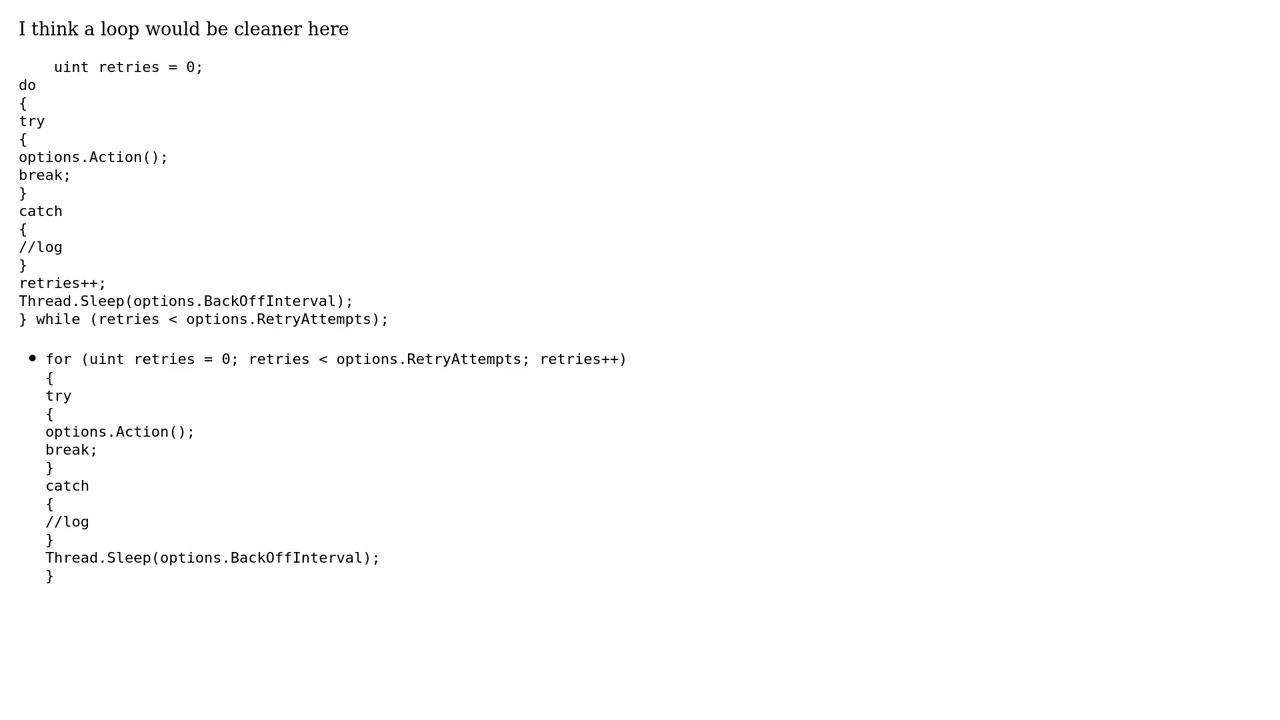 I think a loop would be cleaner here
uint retries = 0;
do
{
try
{
options.Action();
break;
}
catch
{
//log
}
retries++;
Thread.Sleep(options.BackOffInterval);
} while (retries < options.RetryAttempts);
• for (uint retries = 0; retries < options.RetryAttempts; retries++)
{
try
{
options.Action();
break;
}
catch
{
//log
}
Thread.Sleep(options.BackOffInterval);
}